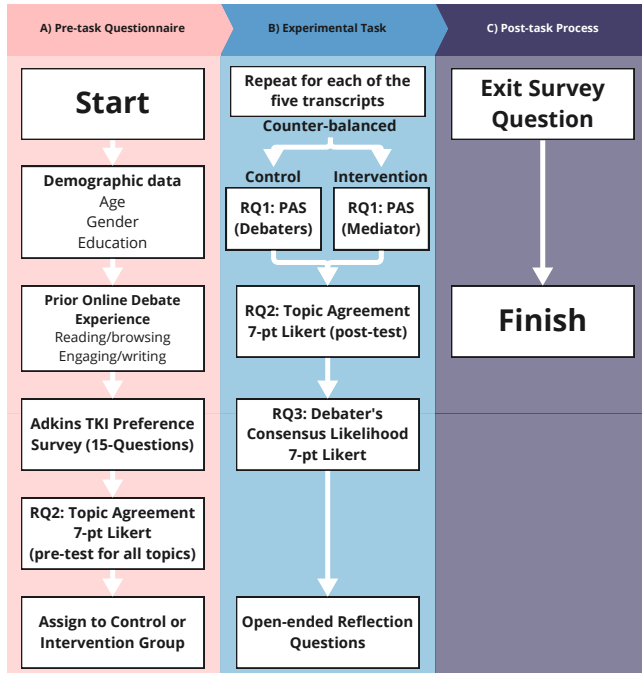 A) Pre-task Questionnaire
Start
Demographic data
Age
Gender
Education
Prior Online Debate
Experience
Reading/browsing
Engaging/writing
Adkins TKI Preference
Survey (15-Questions)
RQ2: Topic Agreement
7-pt Likert
(pre-test for all topics)
Assign to Control or
Intervention Group
B) Experimental Task
Repeat for each of the
five transcripts
Counter-balanced
Control
Intervention
RQ1: PAS
(Debaters)
RQ1: PAS
(Mediator)
RQ2: Topic Agreement
7-pt Likert (post-test)
RQ3: Debater's
Consensus Likelihood
7-pt Likert
Open-ended Reflection
Questions
C) Post-task Process
Exit Survey
Question
Finish